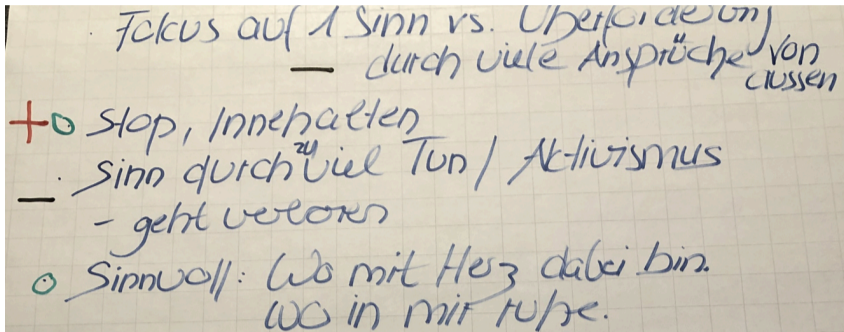 · Fokus auf 1 Sinn vs. Überforderung
durch viele Ansprüche von
aussen
Stop, Innehalten
· Sinn durch zu viel Tun / Aktivismus
- geht verloren
Sinnvoll: Wo mit Herz dabei bin.
Wo in mir ruhe.